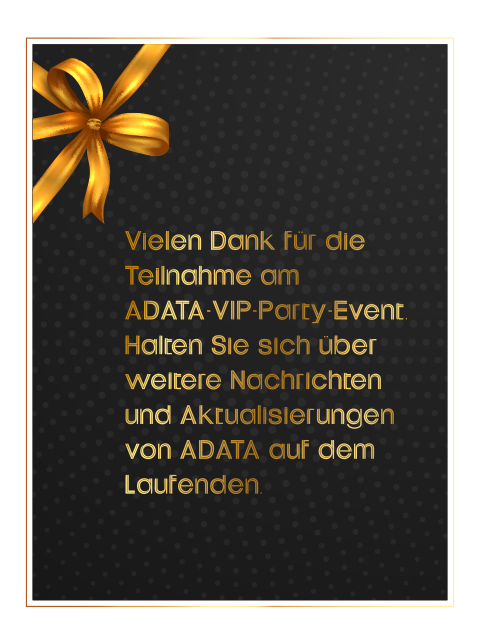 Vielen Dank für die
Teilnahme am
ADATA-VIP-Party-Event.
Halten Sie sich über
weitere Nachrichten
und Aktualisierungen
von ADATA auf dem
Laufenden.